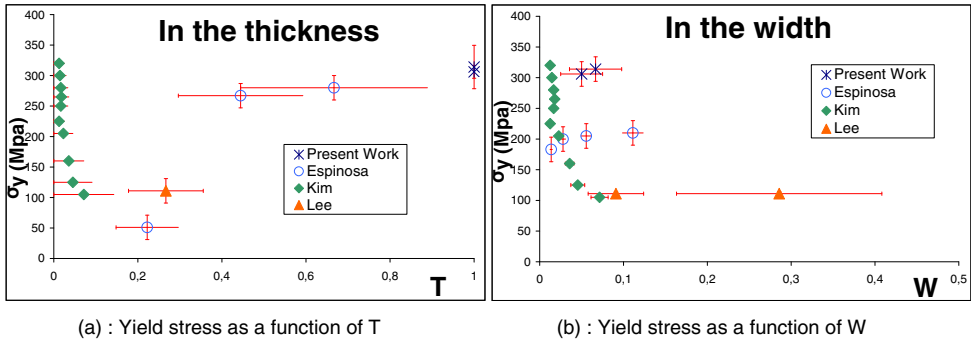 In the thickness
σy (Mpa)
400
350
300
250
200
150
100
50
0
0 0,2 0,4 0,6 0,8 1
T
Present Work
Espinosa
Kim
Lee
(a) : Yield stress as a function of T
In the width
σy (Mpa)
400
350
300
250
200
150
100
50
0
0 0,1 0,2 0,3 0,4 0,5
W
Present Work
Espinosa
Kim
Lee
(b) : Yield stress as a function of W